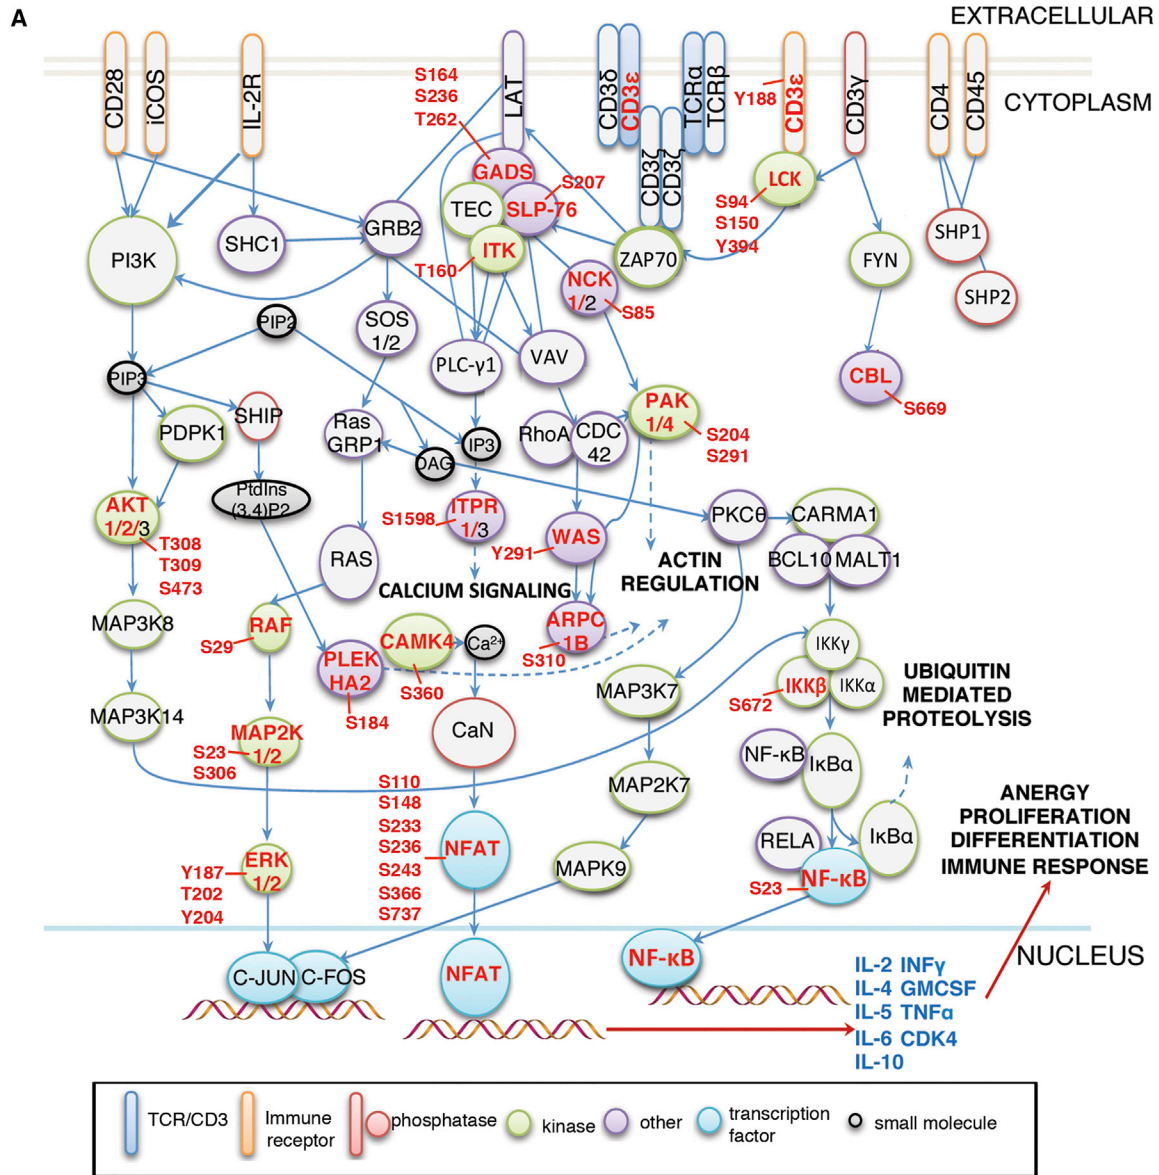 A
EXTRACELLULAR
CYTOPLASM
CD28
iCOS
IL-2R
LAT
CD3δ
CD3ε
TCRα
TCRβ
CD3ζ
CD3ζ
CD3ε
CD3γ
CD4
CD45
S164
S236
T262
Y188
GADS
S207
TEC
SLP-76
ITK
T160
LCK
S94
S150
Y394
PI3K
SHC1
GRB2
ZAP70
FYN
SHP1
SHP2
NCK
1/2
S85
PIP2
SOS
1/2
PLC-γ1
VAV
PIP3
CBL
S669
PDPK1
SHIP
Ras
GRP1
IP3
DAG
RhoA
CDC
42
PAK
1/4
S204
S291
AKT
1/2/3
T308
T309
S473
PtdIns
(3,4)P2
S1598
ITPR
1/3
Y291
WAS
PKCθ
CARMA1
BCL10
MALT1
RAS
CALCIUM SIGNALING
ACTIN
REGULATION
MAP3K8
RAF
S29
PLEK
HA2
S184
CAMK4
S360
Ca²⁺
ARPC
1B
S310
IKKγ
IKKβ
IKKα
S672
UBIQUITIN
MEDIATED
PROTEOLYSIS
MAP3K14
MAP2K
1/2
S23
S306
CaN
MAP3K7
NF-κB
IκBα
MAP2K7
S110
S148
S233
S236
S243
S366
S737
NFAT
MAPK9
RELA
IκBα
NF-κB
S23
ANERGY
PROLIFERATION
DIFFERENTIATION
IMMUNE RESPONSE
ERK
1/2
Y187
T202
Y204
NUCLEUS
C-JUN
C-FOS
NFAT
NF-κB
IL-2 INFγ
IL-4 GMCSF
IL-5 TNFα
IL-6 CDK4
IL-10
TCR/CD3
Immune
receptor
phosphatase
kinase
other
transcription
factor
small molecule